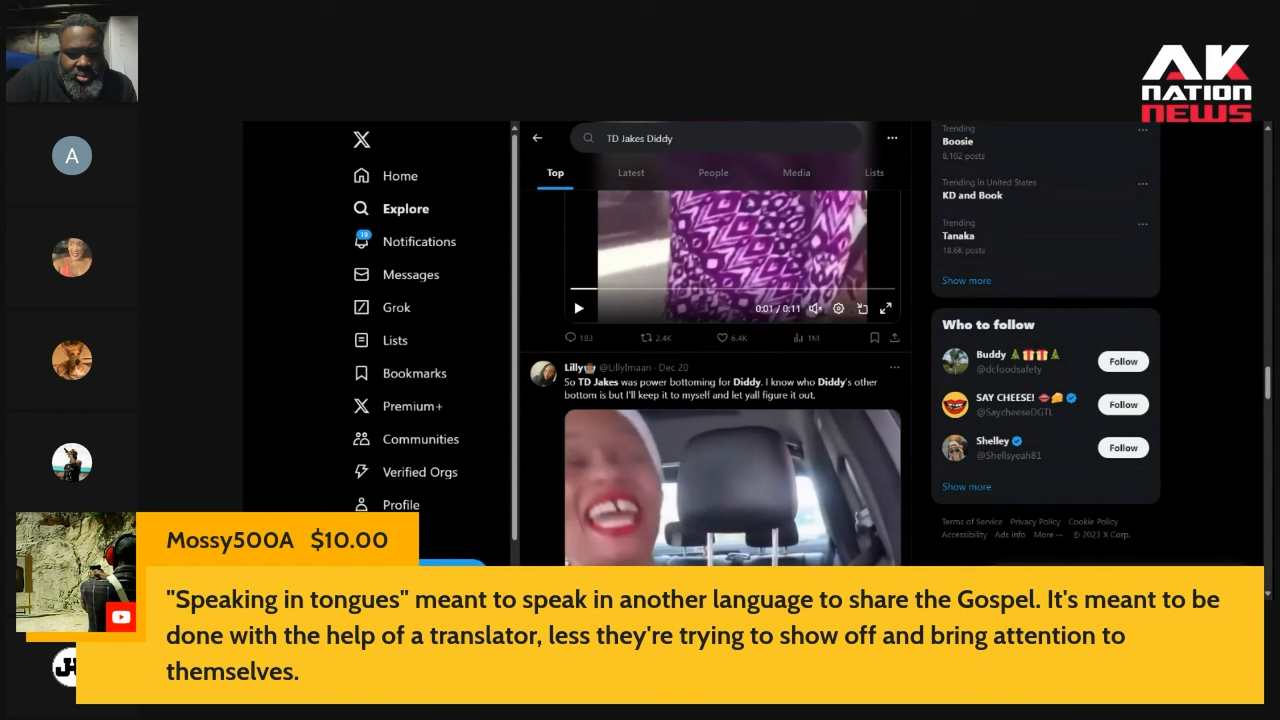 AK
NATION
NEWS
A
X
Home
Explore
19
Notifications
Messages
Grok
Lists
Bookmarks
Premium+
Communities
Verified Orgs
Profile
TD Jakes Diddy
Top
Latest
People
Media
Lists
0:01 / 0:11
183
2.4K
6.4K
1M
Lilly @LillyImaan · Dec 20
So TD Jakes was power bottoming for Diddy. I know who Diddy's other
bottom is but I'll keep it to myself and let yall figure it out.
Trending
Boosie
8,102 posts
Trending in United States
KD and Book
Trending
Tanaka
18.6K posts
Show more
Who to follow
Buddy
@dcfoodsafety
Follow
SAY CHEESE!
@SaycheeseDGTL
Follow
Shelley
@Shellsyeah81
Follow
Show more
Terms of Service Privacy Policy Cookie Policy
Accessibility Ads info More ··· © 2023 X Corp.
Mossy500A $10.00
"Speaking in tongues" meant to speak in another language to share the Gospel. It's meant to be
done with the help of a translator, less they're trying to show off and bring attention to
themselves.